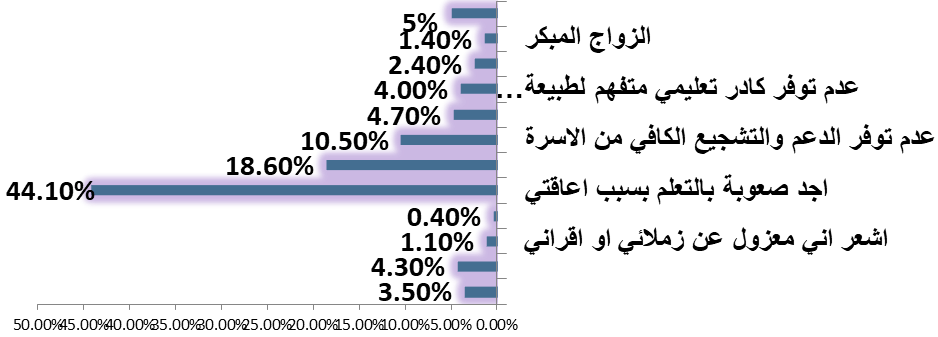 5%
1.40% الزواج المبكر
2.40%
4.00% عدم توفر كادر تعليمي متفهم لطبيعة...
4.70%
10.50% عدم توفر الدعم والتشجيع الكافي من الاسرة
18.60%
44.10% اجد صعوبة بالتعلم بسبب اعاقتي
0.40%
1.10% اشعر اني معزول عن زملائي او اقراني
4.30%
3.50%
50.00% 45.00% 40.00% 35.00% 30.00% 25.00% 20.00% 15.00% 10.00% 5.00% 0.00%